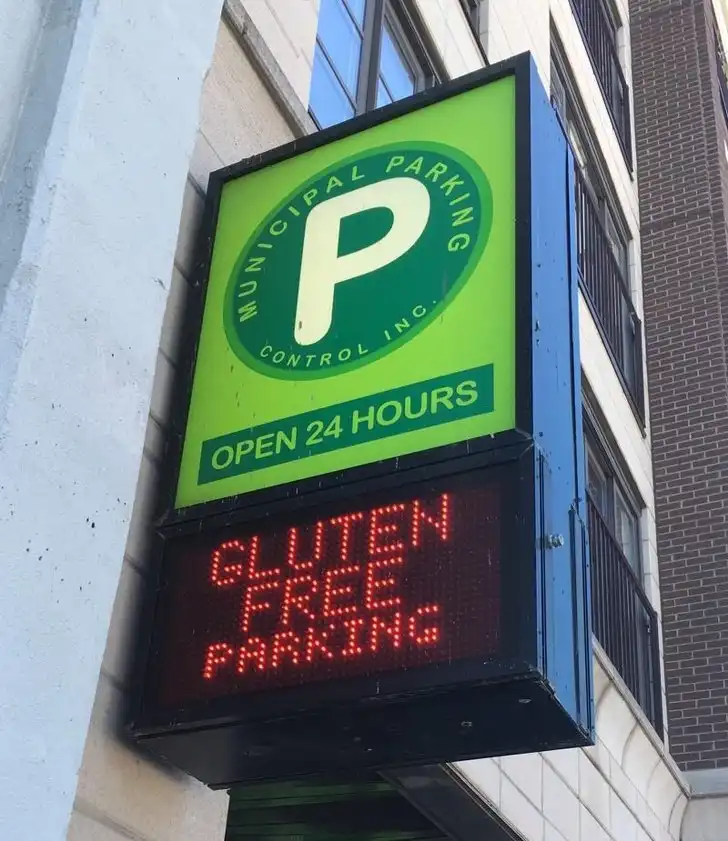 MUNICIPAL PARKING
P
CONTROL INC.
OPEN 24 HOURS
GLUTEN
FREE
PARKING